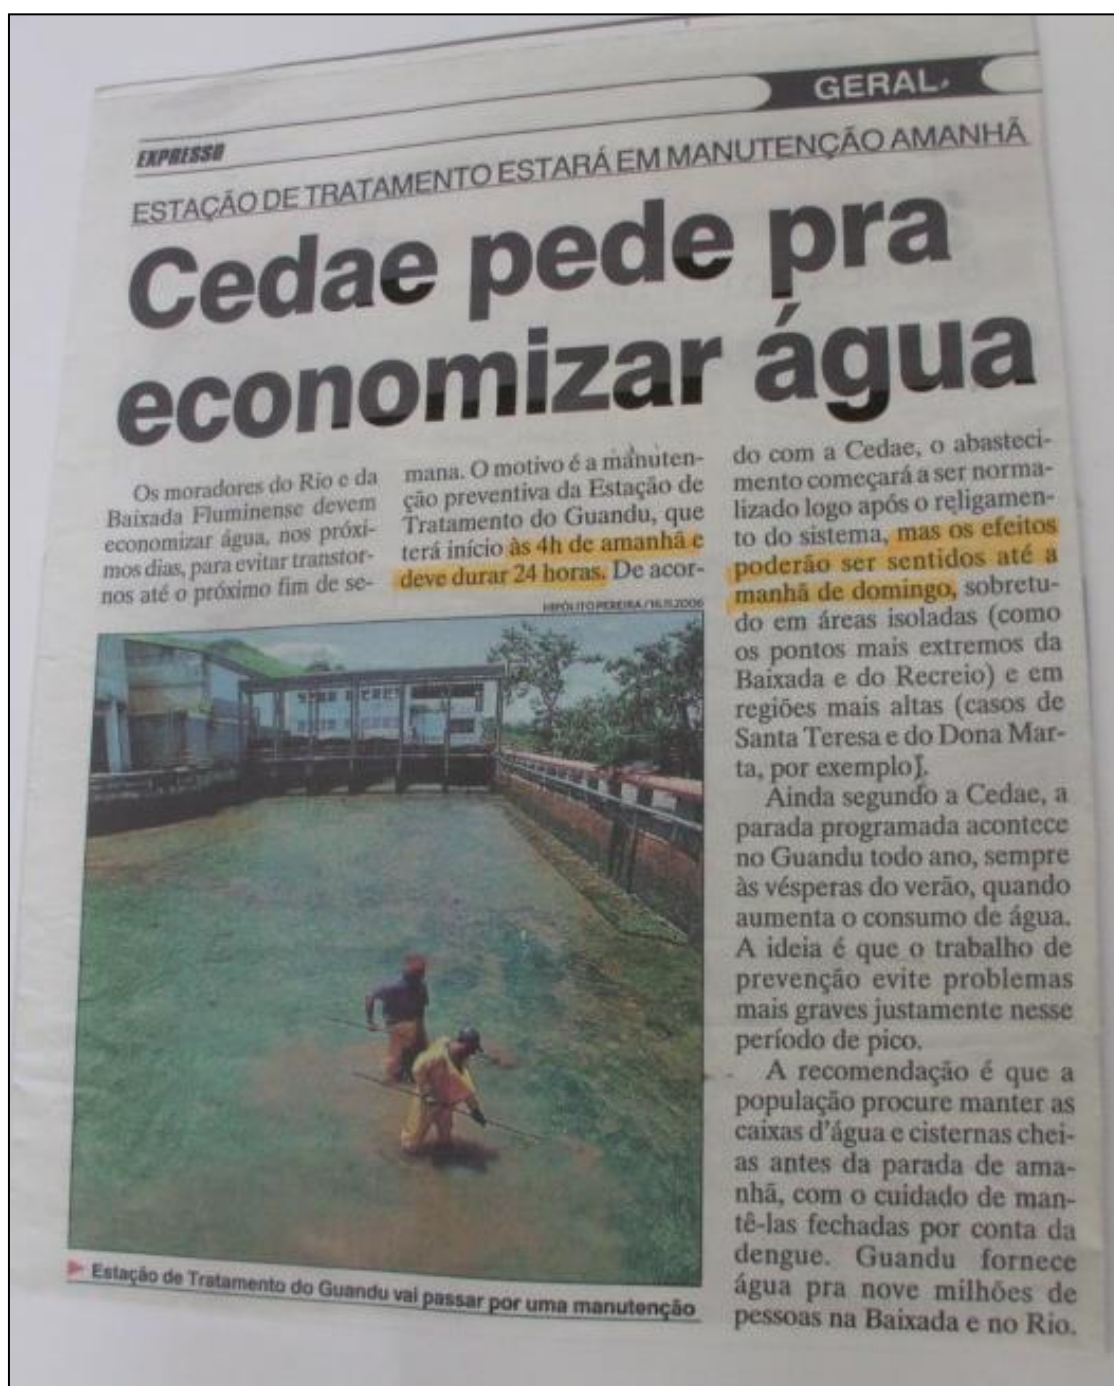 GERAL
EXPRESSO
ESTAÇÃO DE TRATAMENTO ESTARÁ EM MANUTENÇÃO AMANHÃ
Cedae pede pra
economizar água
Os moradores do Rio e da
Baixada Fluminense devem
economizar água, nos próxi-
mos dias, para evitar transtor-
nos até o próximo fim de se-
mana. O motivo é a manuten-
ção preventiva da Estação de
Tratamento do Guandu, que
terá início às 4h de amanhã e
deve durar 24 horas. De acor-
do com a Cedae, o abasteci-
mento começará a ser norma-
lizado logo após o religamen-
to do sistema, mas os efeitos
poderão ser sentidos até a
manhã de domingo, sobretu-
do em áreas isoladas (como
os pontos mais extremos da
Baixada e do Recreio) e em
regiões mais altas (casos de
Santa Teresa e do Dona Mar-
ta, por exemplo).
Ainda segundo a Cedae, a
parada programada acontece
no Guandu todo ano, sempre
às vésperas do verão, quando
aumenta o consumo de água.
A ideia é que o trabalho de
prevenção evite problemas
mais graves justamente nesse
período de pico.
A recomendação é que a
população procure manter as
caixas d'água e cisternas chei-
as antes da parada de ama-
nhã, com o cuidado de man-
tê-las fechadas por conta da
dengue. Guandu fornece
água pra nove milhões de
pessoas na Baixada e no Rio.
HIPÓLITO PEREIRA/16.11.2006
Estação de Tratamento do Guandu vai passar por uma manutenção